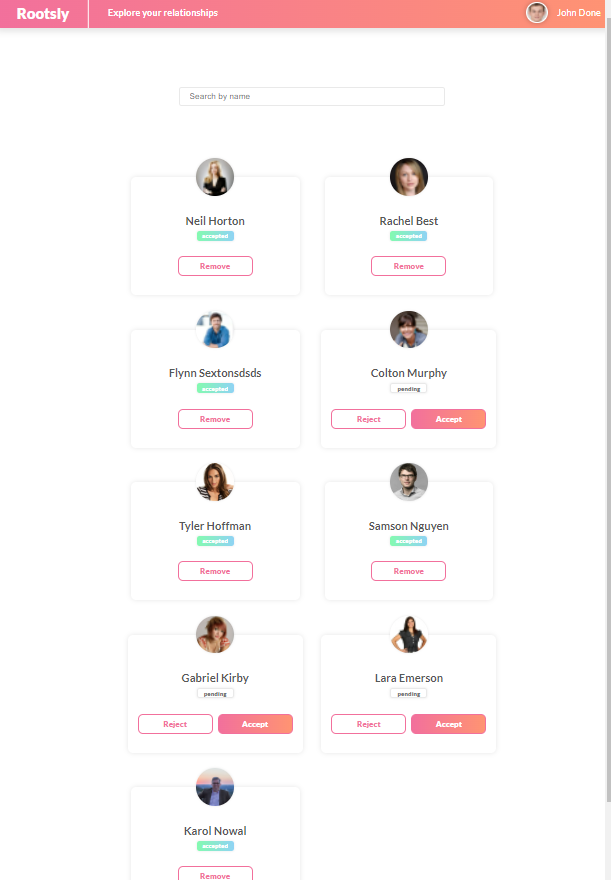 Rootsly
Explore your relationships
John Done
Search by name
Neil Horton
accepted
Remove
Rachel Best
accepted
Remove
Flynn Sextonsdsds
accepted
Remove
Colton Murphy
pending
Reject
Accept
Tyler Hoffman
accepted
Remove
Samson Nguyen
accepted
Remove
Gabriel Kirby
pending
Reject
Accept
Lara Emerson
pending
Reject
Accept
Karol Nowal
accepted
Remove